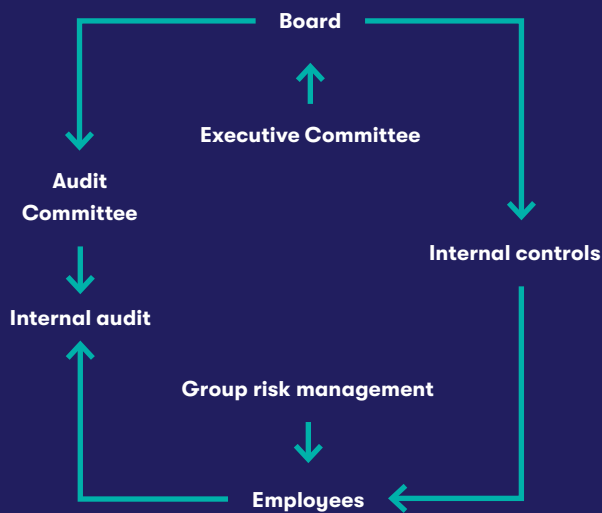 Board
Executive Committee
Audit
Committee
Internal controls
Internal audit
Group risk management
Employees